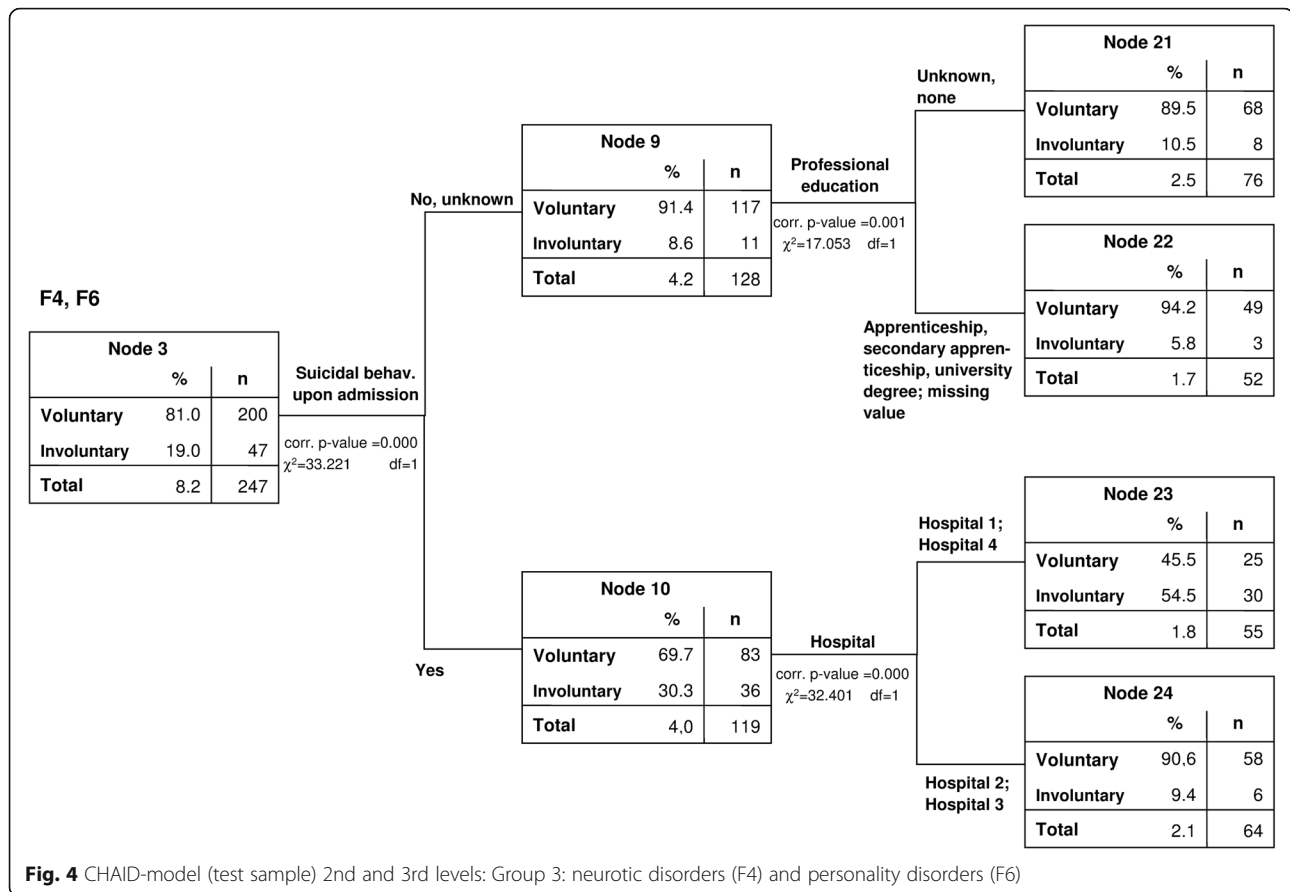 F4, F6
Node 3
% n
Voluntary 81.0 200
Involuntary 19.0 47
Total 8.2 247
Suicidal behav.
upon admission
corr. p-value =0.000
χ²=33.221 df=1
No, unknown
Node 9
% n
Voluntary 91.4 117
Involuntary 8.6 11
Total 4.2 128
Professional
education
corr. p-value =0.001
χ²=17.053 df=1
Unknown,
none
Node 21
% n
Voluntary 89.5 68
Involuntary 10.5 8
Total 2.5 76
Apprenticeship,
secondary appren-
ticeship, university
degree; missing
value
Node 22
% n
Voluntary 94.2 49
Involuntary 5.8 3
Total 1.7 52
Yes
Node 10
% n
Voluntary 69.7 83
Involuntary 30.3 36
Total 4,0 119
Hospital
corr. p-value =0.000
χ²=32.401 df=1
Hospital 1;
Hospital 4
Node 23
% n
Voluntary 45.5 25
Involuntary 54.5 30
Total 1.8 55
Hospital 2;
Hospital 3
Node 24
% n
Voluntary 90,6 58
Involuntary 9.4 6
Total 2.1 64
Fig. 4 CHAID-model (test sample) 2nd and 3rd levels: Group 3: neurotic disorders (F4) and personality disorders (F6)